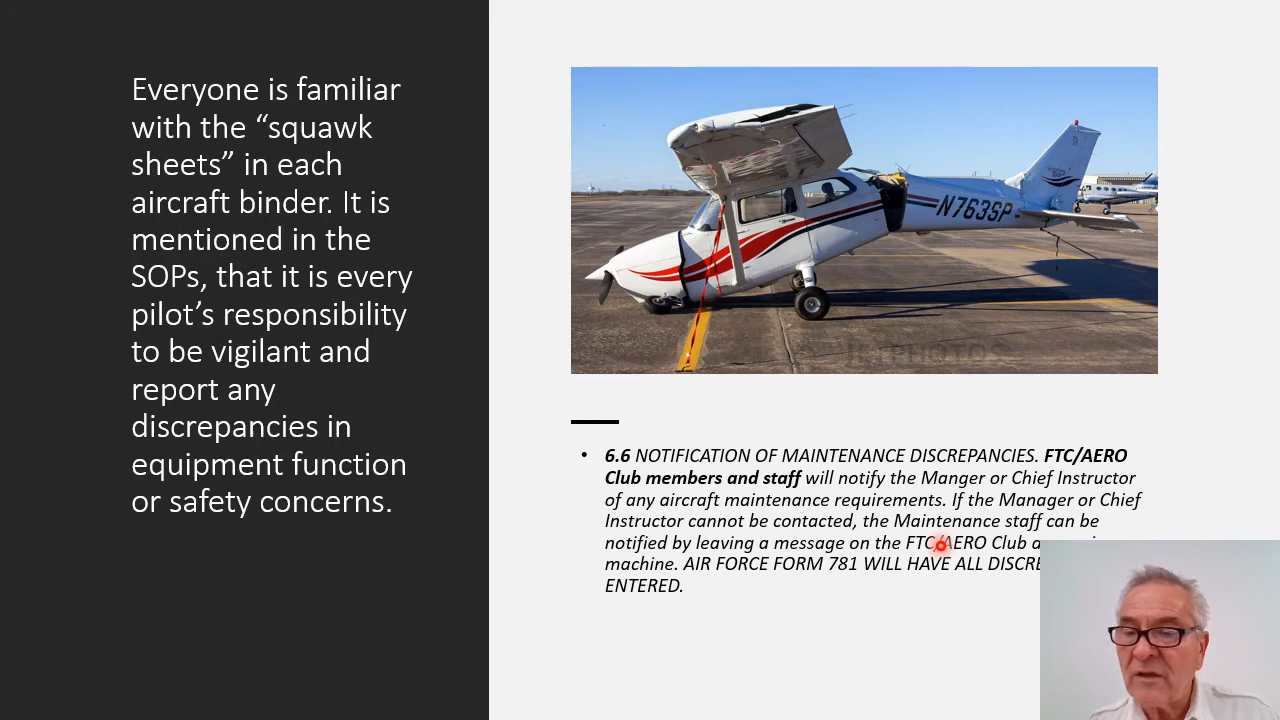 Everyone is familiar
with the “squawk
sheets” in each
aircraft binder. It is
mentioned in the
SOPs, that it is every
pilot’s responsibility
to be vigilant and
report any
discrepancies in
equipment function
or safety concerns.
N763SP
• 6.6 NOTIFICATION OF MAINTENANCE DISCREPANCIES. FTC/AERO
Club members and staff will notify the Manger or Chief Instructor
of any aircraft maintenance requirements. If the Manager or Chief
Instructor cannot be contacted, the Maintenance staff can be
notified by leaving a message on the FTC/AERO Club
machine. AIR FORCE FORM 781 WILL HAVE ALL
ENTERED.